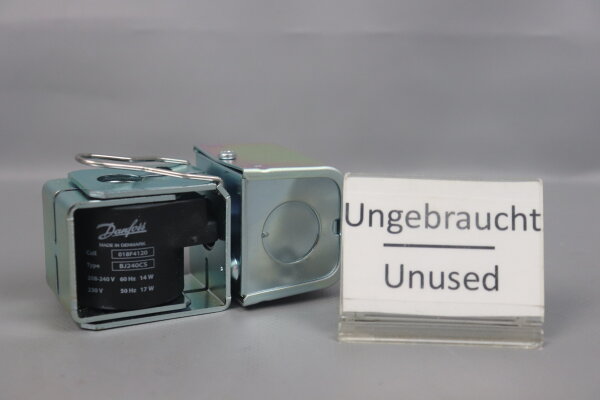 Danfoss
MADE IN DENMARK
Coil 018F4120
Type BJ240CS
208-240 V 60 Hz 14 W
230 V 50 Hz 17 W
Ungebraucht
Unused